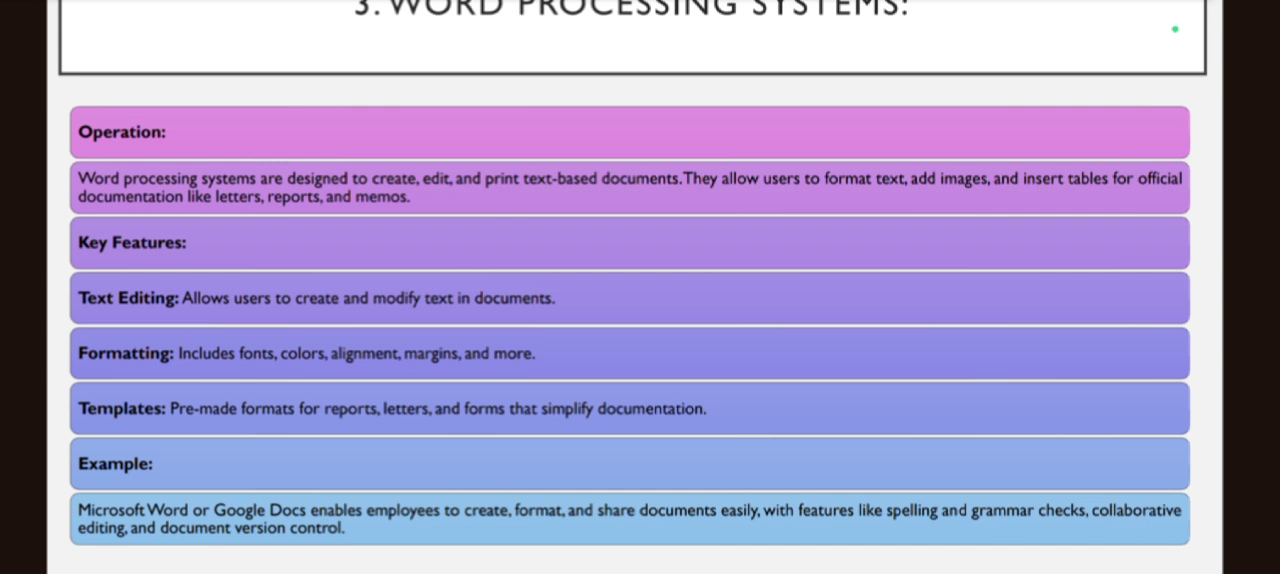 3. WORD PROCESSING SYSTEMS:
Operation:
Word processing systems are designed to create, edit, and print text-based documents. They allow users to format text, add images, and insert tables for official
documentation like letters, reports, and memos.
Key Features:
Text Editing: Allows users to create and modify text in documents.
Formatting: Includes fonts, colors, alignment, margins, and more.
Templates: Pre-made formats for reports, letters, and forms that simplify documentation.
Example:
Microsoft Word or Google Docs enables employees to create, format, and share documents easily, with features like spelling and grammar checks, collaborative
editing, and document version control.